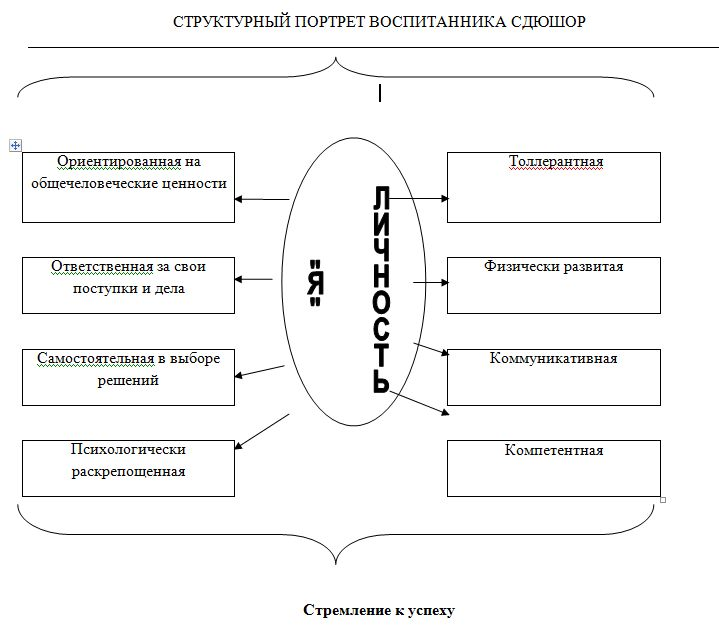 СТРУКТУРНЫЙ ПОРТРЕТ ВОСПИТАННИКА СДЮШОР
Ориентированная на
общечеловеческие ценности
Ответственная за свои
поступки и дела
Самостоятельная в выборе
решений
Психологически
раскрепощенная
"Я"
ЛИЧНОСТЬ
Толлерантная
Физически развитая
Коммуникативная
Компетентная
Стремление к успеху